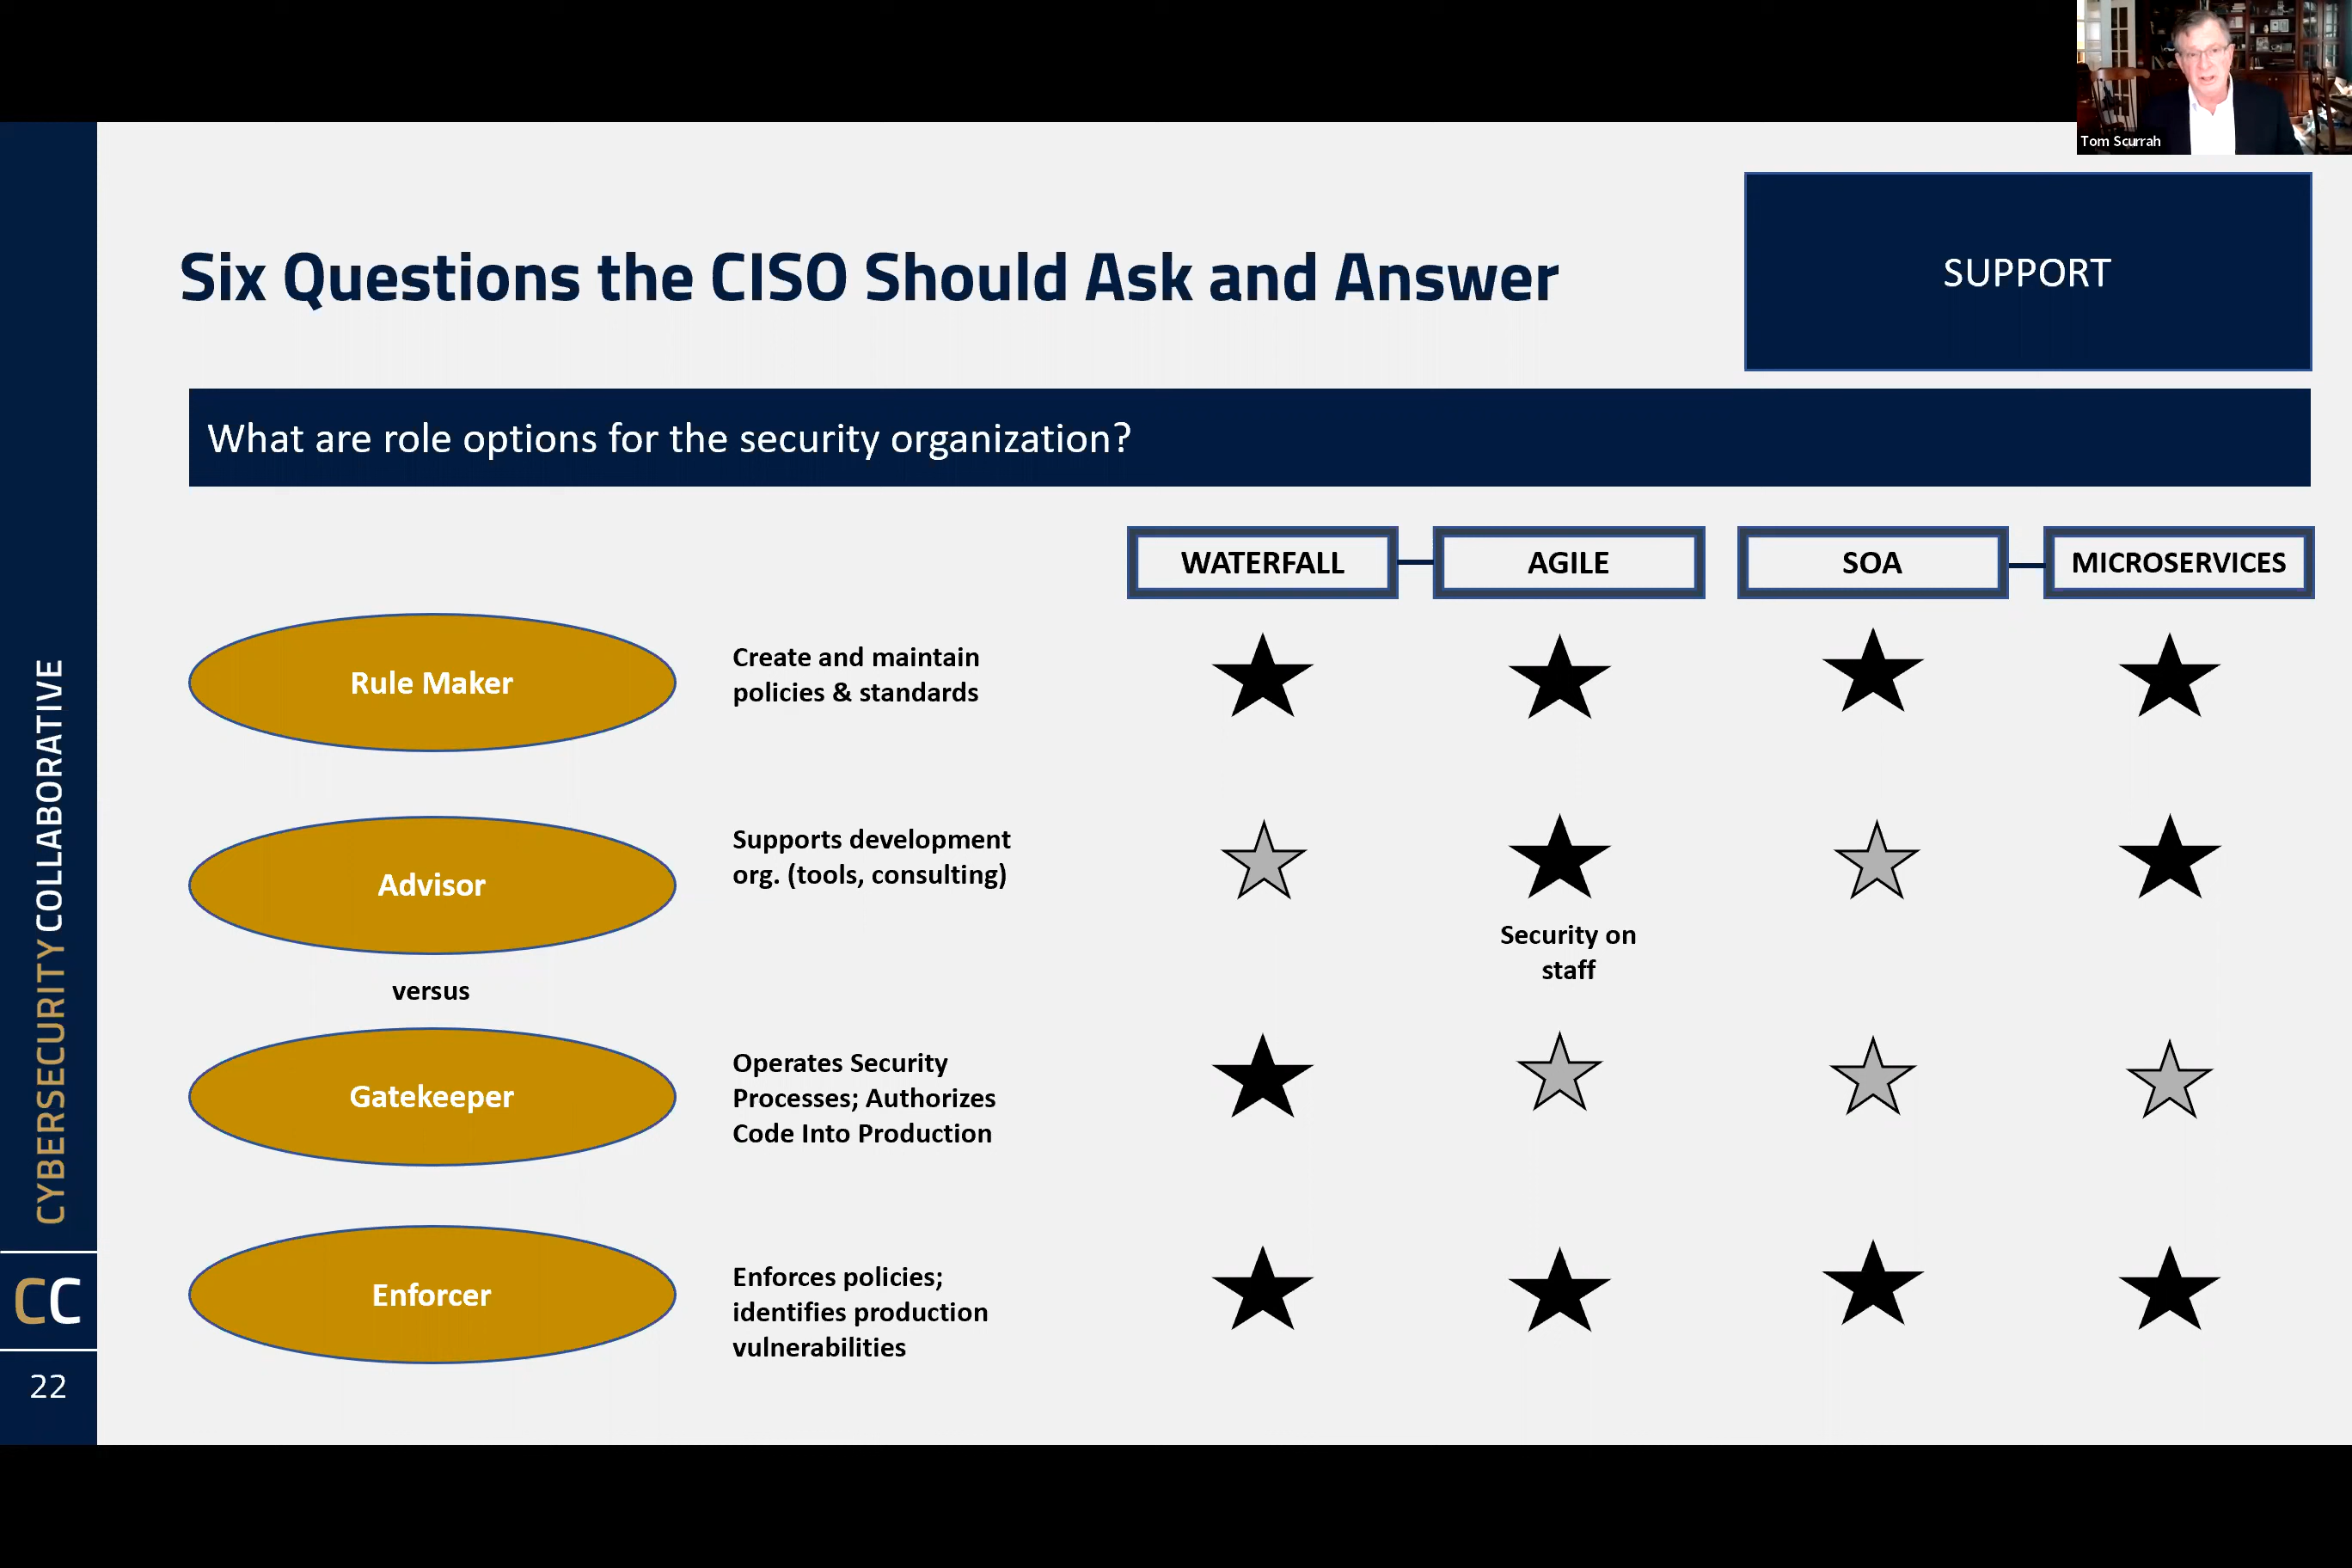 Tom Scurrah
Six Questions the CISO Should Ask and Answer
SUPPORT
What are role options for the security organization?
WATERFALL
AGILE
SOA
MICROSERVICES
Rule Maker
Create and maintain
policies & standards
Advisor
Supports development
org. (tools, consulting)
Security on
staff
versus
Gatekeeper
Operates Security
Processes; Authorizes
Code Into Production
Enforcer
Enforces policies;
identifies production
vulnerabilities
CYBERSECURITY COLLABORATIVE
CC
22